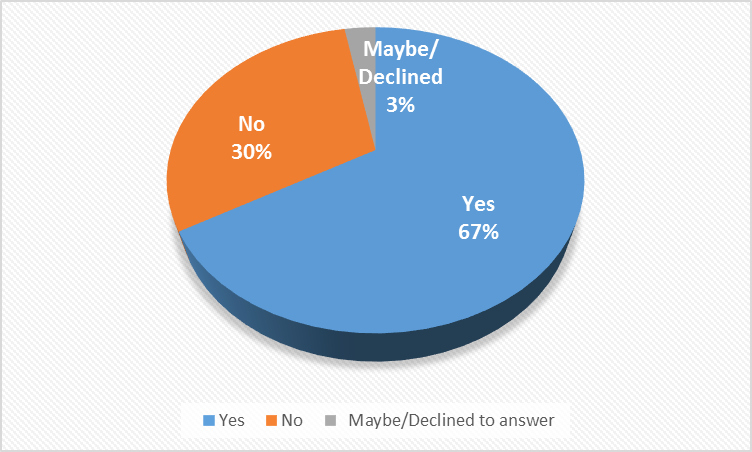 Maybe/
Declined
3%
No
30%
Yes
67%
Yes No Maybe/Declined to answer